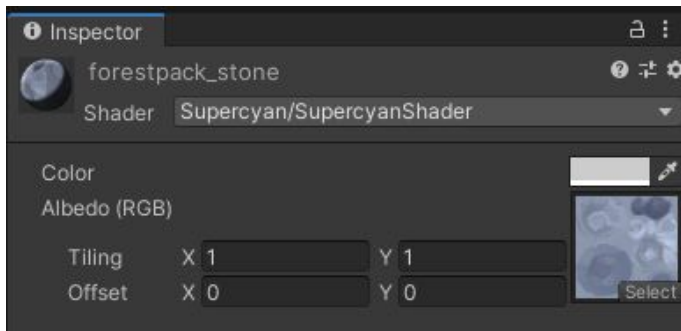 Inspector
forestpack_stone
Shader Supercyan/SupercyanShader
Color
Albedo (RGB)
Tiling X 1 Y 1
Offset X 0 Y 0
Select